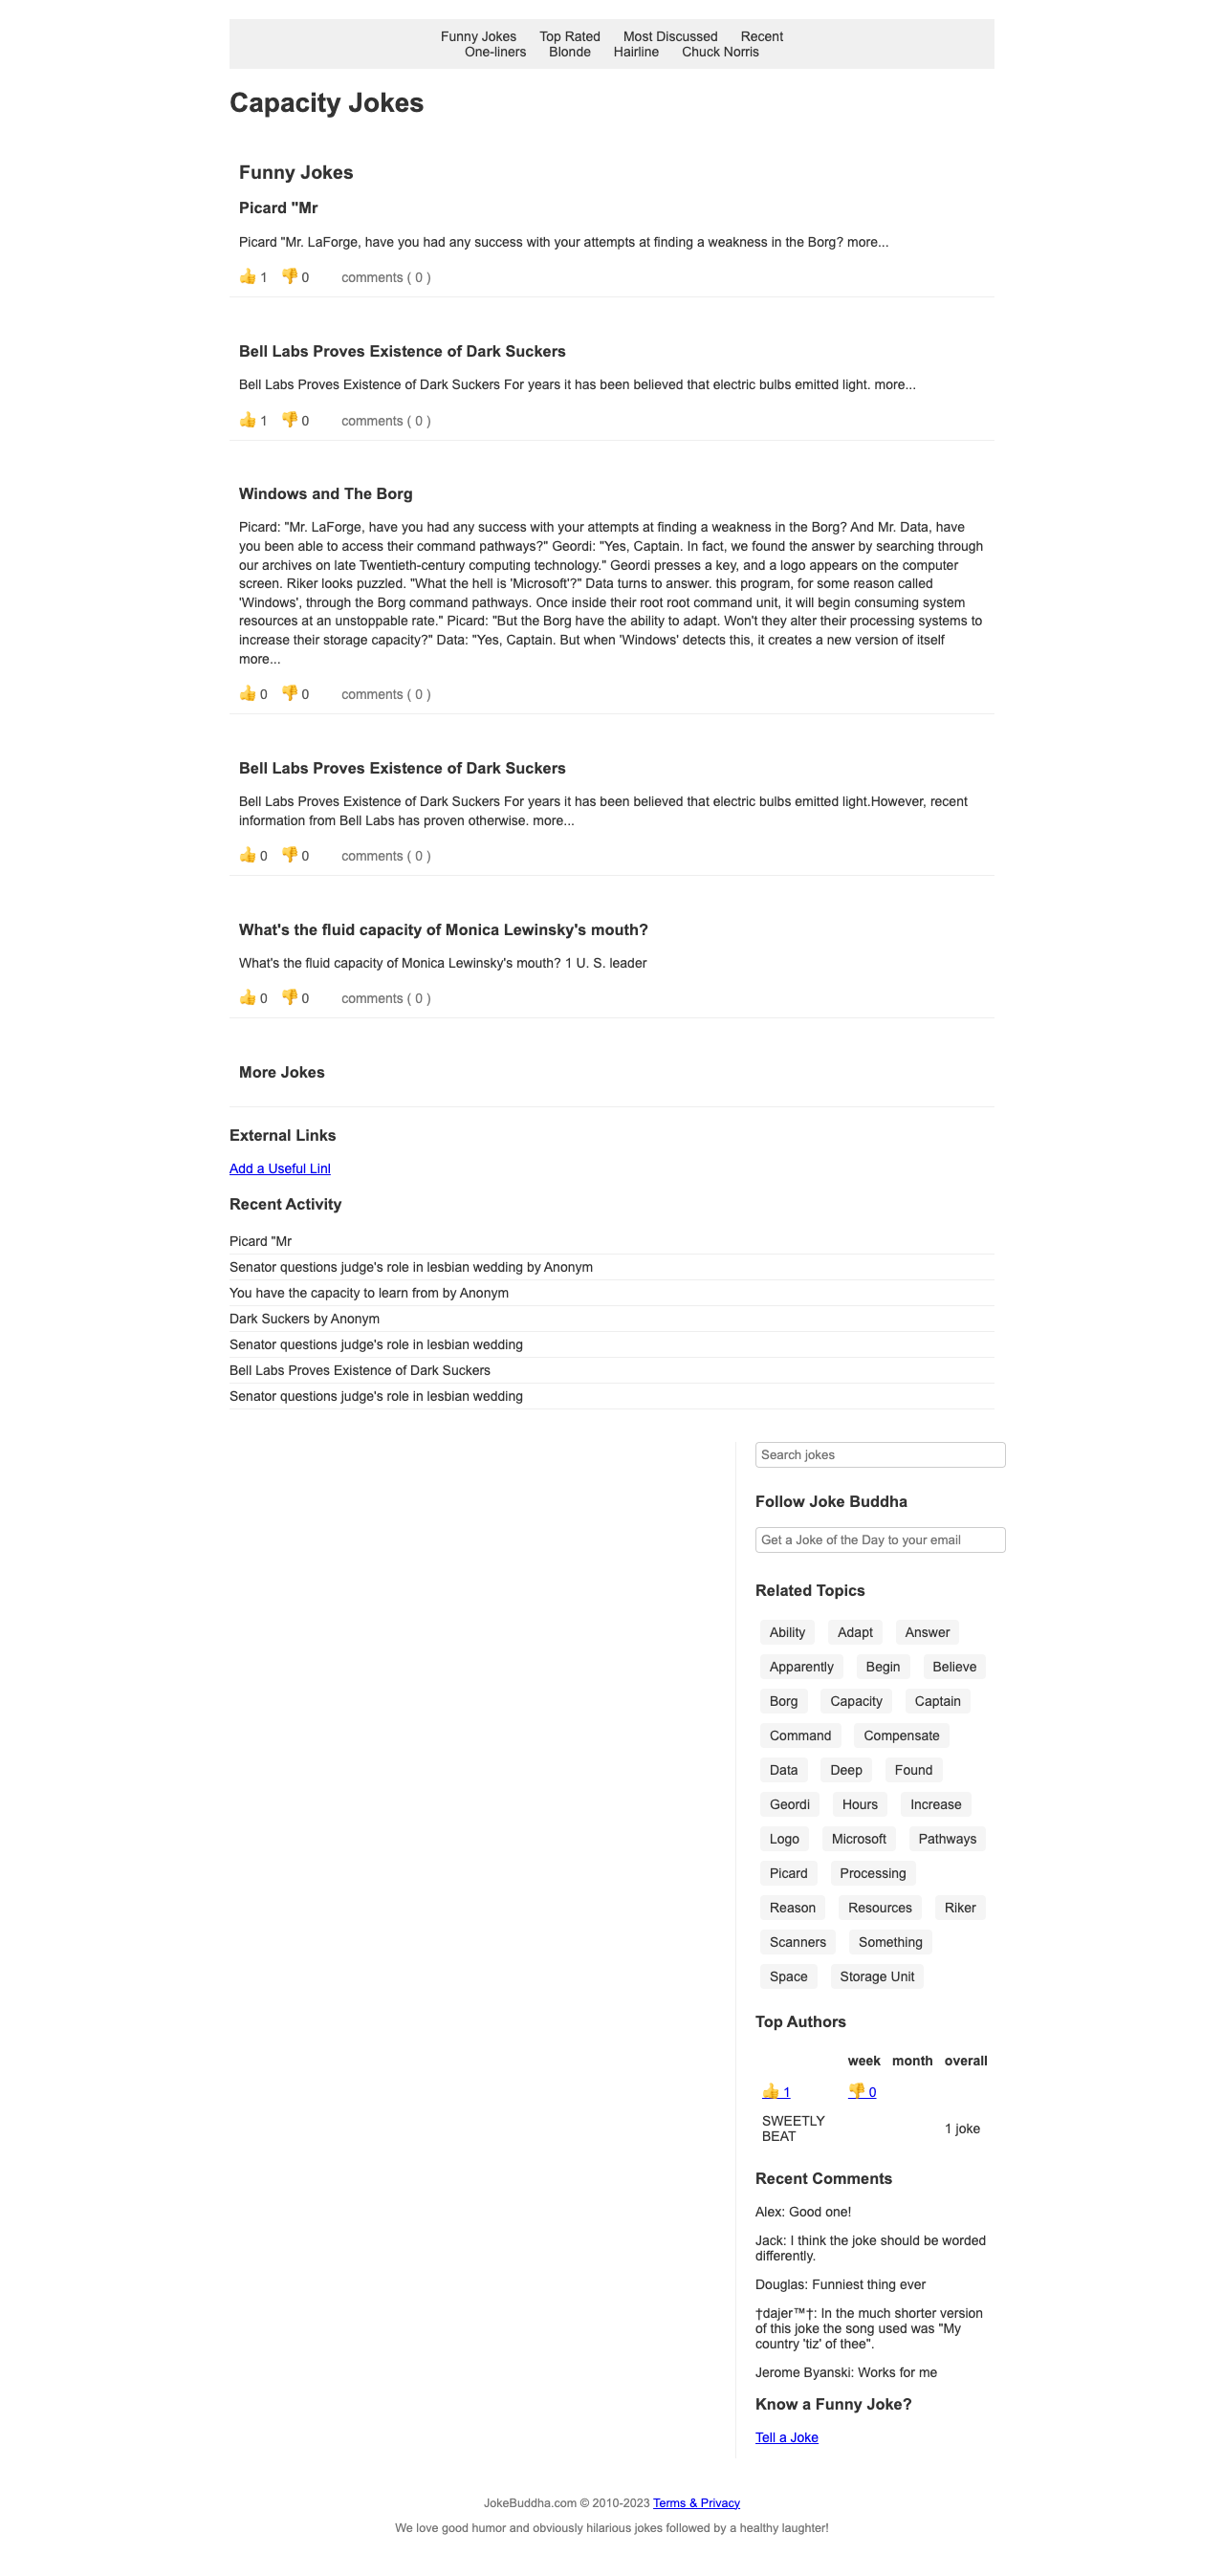 Funny Jokes Top Rated Most Discussed Recent
One-liners Blonde Hairline Chuck Norris
Capacity Jokes
Funny Jokes
Picard "Mr
Picard "Mr. LaForge, have you had any success with your attempts at finding a weakness in the Borg? more...
👍 1 👎 0 comments ( 0 )
Bell Labs Proves Existence of Dark Suckers
Bell Labs Proves Existence of Dark Suckers For years it has been believed that electric bulbs emitted light. more...
👍 1 👎 0 comments ( 0 )
Windows and The Borg
Picard: "Mr. LaForge, have you had any success with your attempts at finding a weakness in the Borg? And Mr. Data, have
you been able to access their command pathways?" Geordi: "Yes, Captain. In fact, we found the answer by searching through
our archives on late Twentieth-century computing technology." Geordi presses a key, and a logo appears on the computer
screen. Riker looks puzzled. "What the hell is 'Microsoft'?" Data turns to answer. this program, for some reason called
'Windows', through the Borg command pathways. Once inside their root root command unit, it will begin consuming system
resources at an unstoppable rate." Picard: "But the Borg have the ability to adapt. Won't they alter their processing systems to
increase their storage capacity?" Data: "Yes, Captain. But when 'Windows' detects this, it creates a new version of itself
more...
👍 0 👎 0 comments ( 0 )
Bell Labs Proves Existence of Dark Suckers
Bell Labs Proves Existence of Dark Suckers For years it has been believed that electric bulbs emitted light.However, recent
information from Bell Labs has proven otherwise. more...
👍 0 👎 0 comments ( 0 )
What's the fluid capacity of Monica Lewinsky's mouth?
What's the fluid capacity of Monica Lewinsky's mouth? 1 U. S. leader
👍 0 👎 0 comments ( 0 )
More Jokes
External Links
Add a Useful Linl
Recent Activity
Picard "Mr
Senator questions judge's role in lesbian wedding by Anonym
You have the capacity to learn from by Anonym
Dark Suckers by Anonym
Senator questions judge's role in lesbian wedding
Bell Labs Proves Existence of Dark Suckers
Senator questions judge's role in lesbian wedding
Search jokes
Follow Joke Buddha
Get a Joke of the Day to your email
Related Topics
Ability Adapt Answer
Apparently Begin Believe
Borg Capacity Captain
Command Compensate
Data Deep Found
Geordi Hours Increase
Logo Microsoft Pathways
Picard Processing
Reason Resources Riker
Scanners Something
Space Storage Unit
Top Authors
week month overall
👍 1 👎 0
SWEETLY
BEAT 1 joke
Recent Comments
Alex: Good one!
Jack: I think the joke should be worded
differently.
Douglas: Funniest thing ever
†dajer™†: In the much shorter version
of this joke the song used was "My
country 'tiz' of thee".
Jerome Byanski: Works for me
Know a Funny Joke?
Tell a Joke
JokeBuddha.com © 2010-2023 Terms & Privacy
We love good humor and obviously hilarious jokes followed by a healthy laughter!